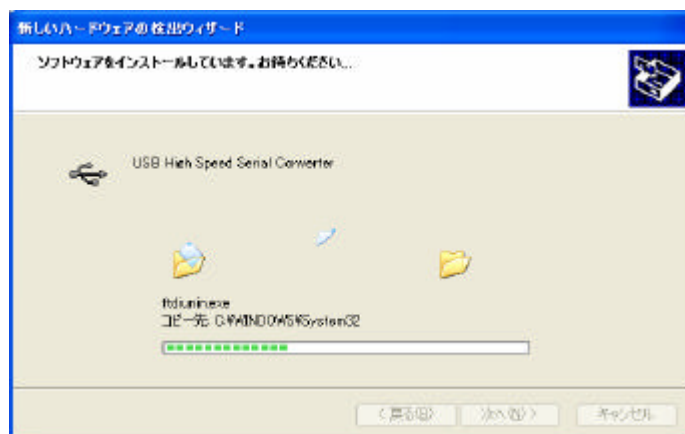 新しいハードウェアの検出ウィザード
ソフトウェアをインストールしています。お待ちください...
USB High Speed Serial Converter
ftdiunin.exe
コピー先: C:¥WINDOWS¥System32
< 戻る(B)
次へ(N) >
キャンセル